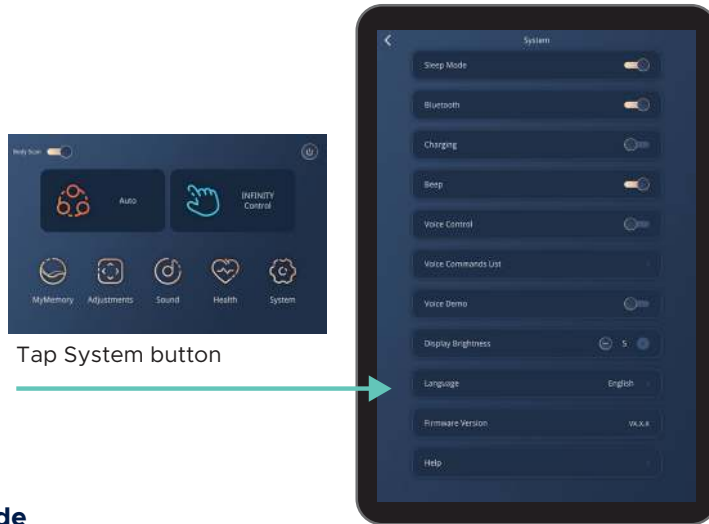 Body Scan
Auto
INFINITY
Control
MyMemory Adjustments Sound Health System
Tap System button
System
Sleep Mode
Bluetooth
Charging
Beep
Voice Control
Voice Commands List
Voice Demo
Display Brightness 5
Language English
Firmware Version VX.X.X
Help
de